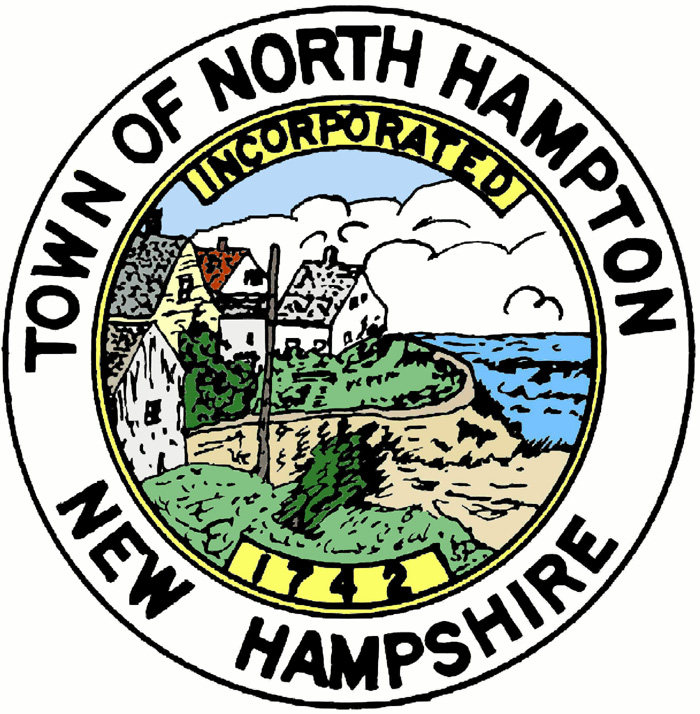 TOWN OF NORTH HAMPTON
INCORPORATED
1742
NEW HAMPSHIRE